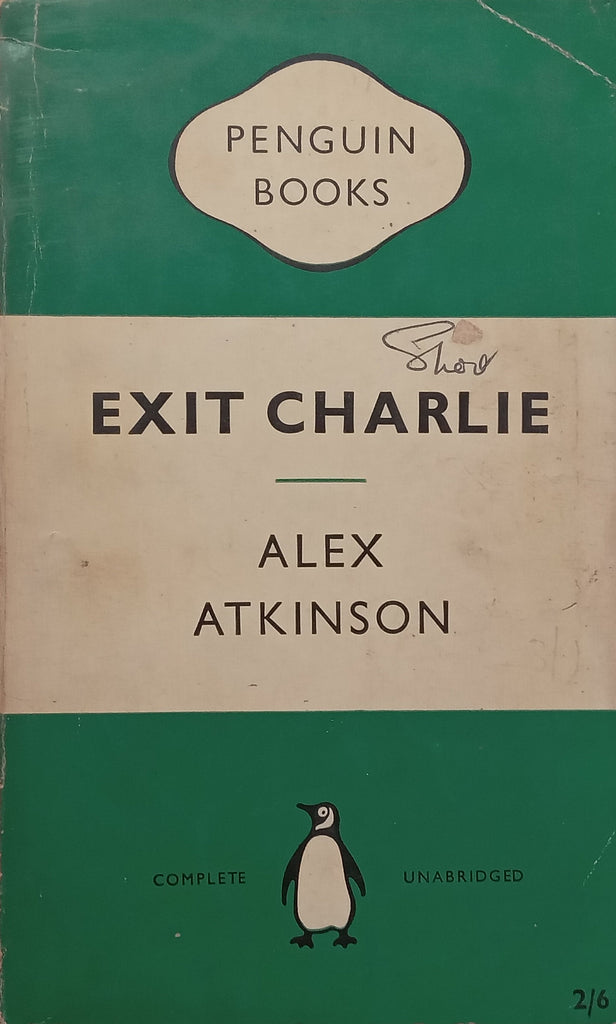 PENGUIN
BOOKS
EXIT CHARLIE
ALEX
ATKINSON
COMPLETE UNABRIDGED
2/6